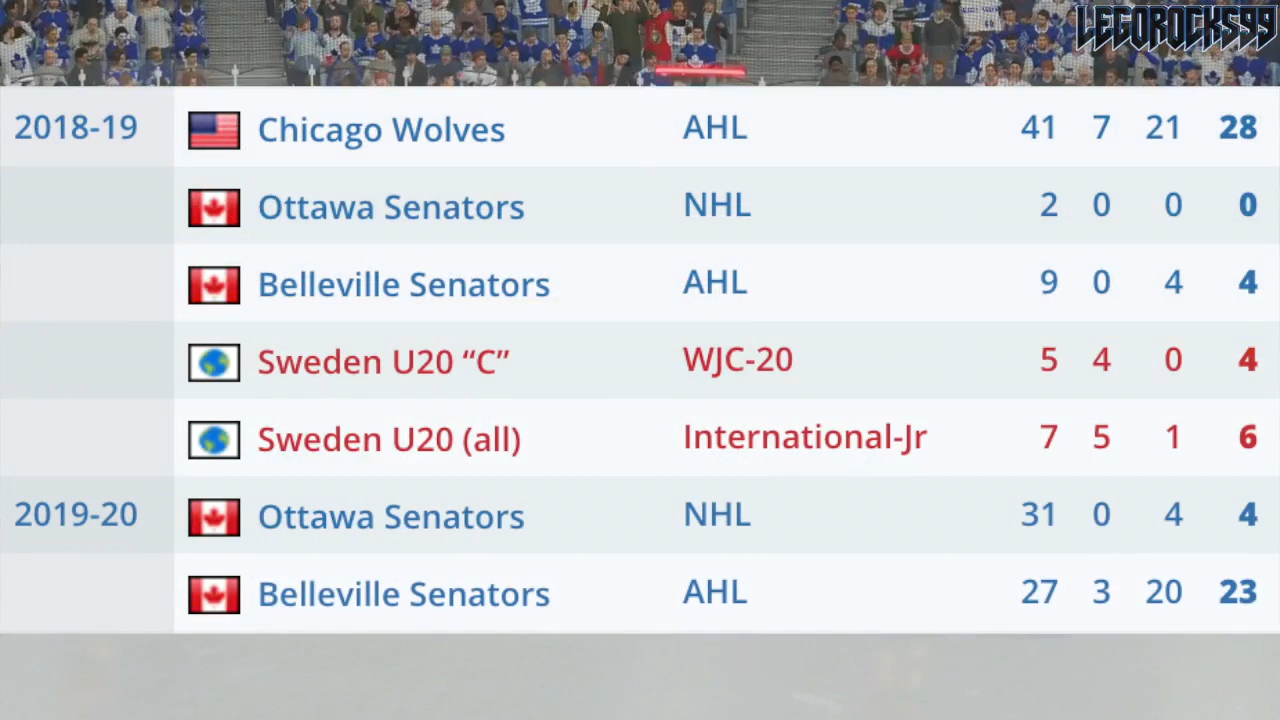 LEGOROCKS99
2018-19 Chicago Wolves AHL 41 7 21 28
Ottawa Senators NHL 2 0 0 0
Belleville Senators AHL 9 0 4 4
Sweden U20 “C” WJC-20 5 4 0 4
Sweden U20 (all) International-Jr 7 5 1 6
2019-20 Ottawa Senators NHL 31 0 4 4
Belleville Senators AHL 27 3 20 23